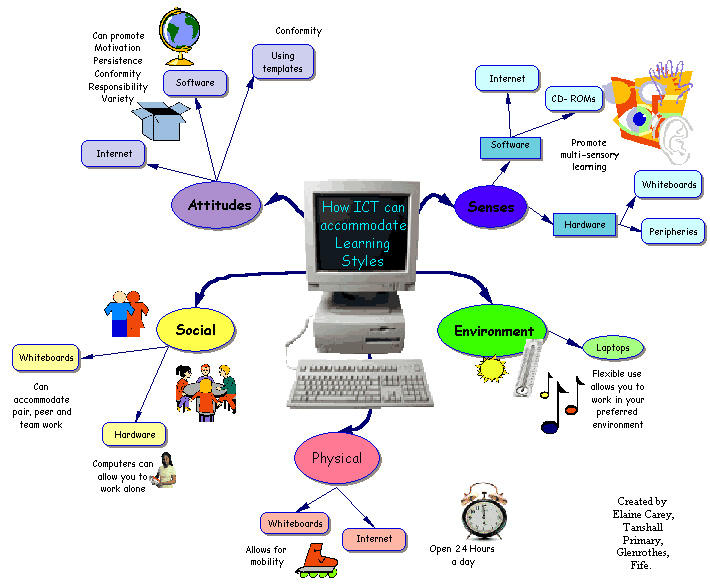 Can promote
Motivation
Persistence
Conformity
Responsibility
Variety
Software
Conformity
Using
templates
Internet
Attitudes
How ICT can
accommodate
Learning
Styles
Internet
CD- ROMs
Software
Promote
multi-sensory
learning
Senses
Hardware
Whiteboards
Peripheries
Social
Whiteboards
Can
accommodate
pair, peer and
team work
Hardware
Computers can
allow you to
work alone
Environment
Laptops
Flexible use
allows you to
work in your
preferred
environment
Physical
Whiteboards
Allows for
mobility
Internet
Open 24 Hours
a day
Created by
Elaine Carey,
Tanshall
Primary,
Glenrothes,
Fife.